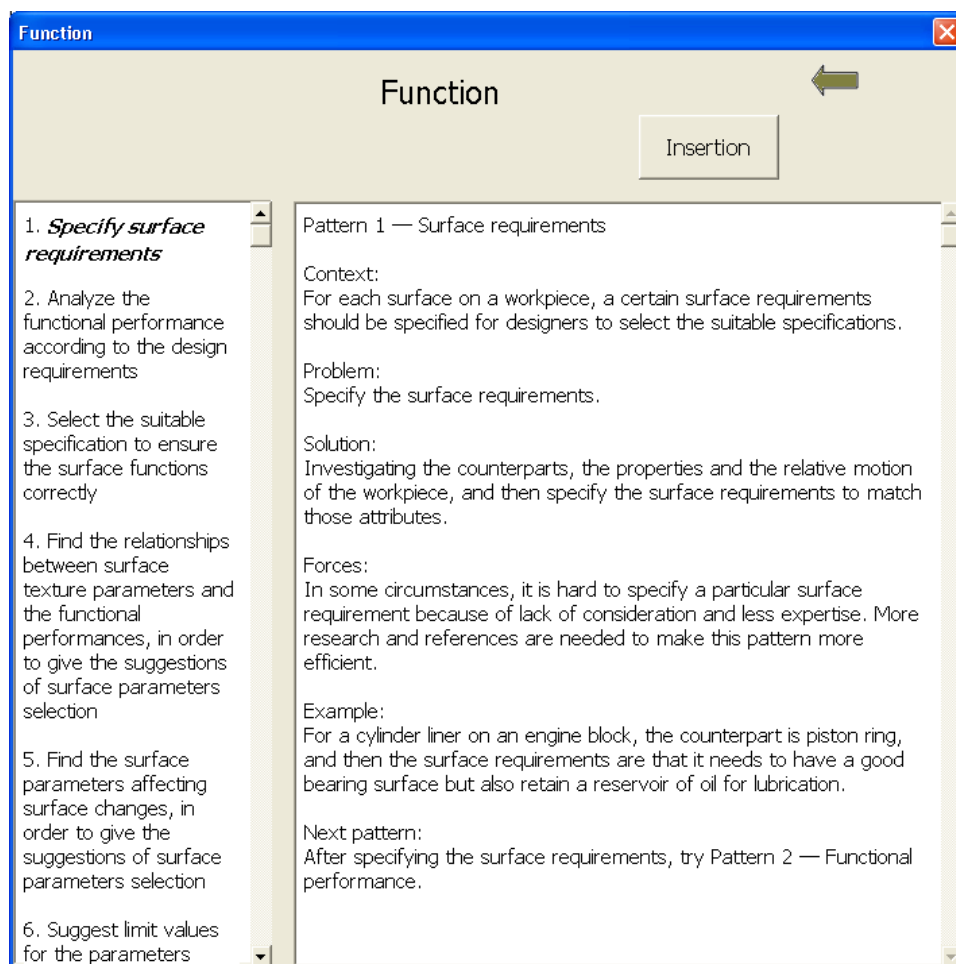 Function
Function
Insertion
1. Specify surface
requirements
2. Analyze the
functional performance
according to the design
requirements
3. Select the suitable
specification to ensure
the surface functions
correctly
4. Find the relationships
between surface
texture parameters and
the functional
performances, in order
to give the suggestions
of surface parameters
selection
5. Find the surface
parameters affecting
surface changes, in
order to give the
suggestions of surface
parameters selection
6. Suggest limit values
for the parameters
Pattern 1 — Surface requirements
Context:
For each surface on a workpiece, a certain surface requirements
should be specified for designers to select the suitable specifications.
Problem:
Specify the surface requirements.
Solution:
Investigating the counterparts, the properties and the relative motion
of the workpiece, and then specify the surface requirements to match
those attributes.
Forces:
In some circumstances, it is hard to specify a particular surface
requirement because of lack of consideration and less expertise. More
research and references are needed to make this pattern more
efficient.
Example:
For a cylinder liner on an engine block, the counterpart is piston ring,
and then the surface requirements are that it needs to have a good
bearing surface but also retain a reservoir of oil for lubrication.
Next pattern:
After specifying the surface requirements, try Pattern 2 — Functional
performance.